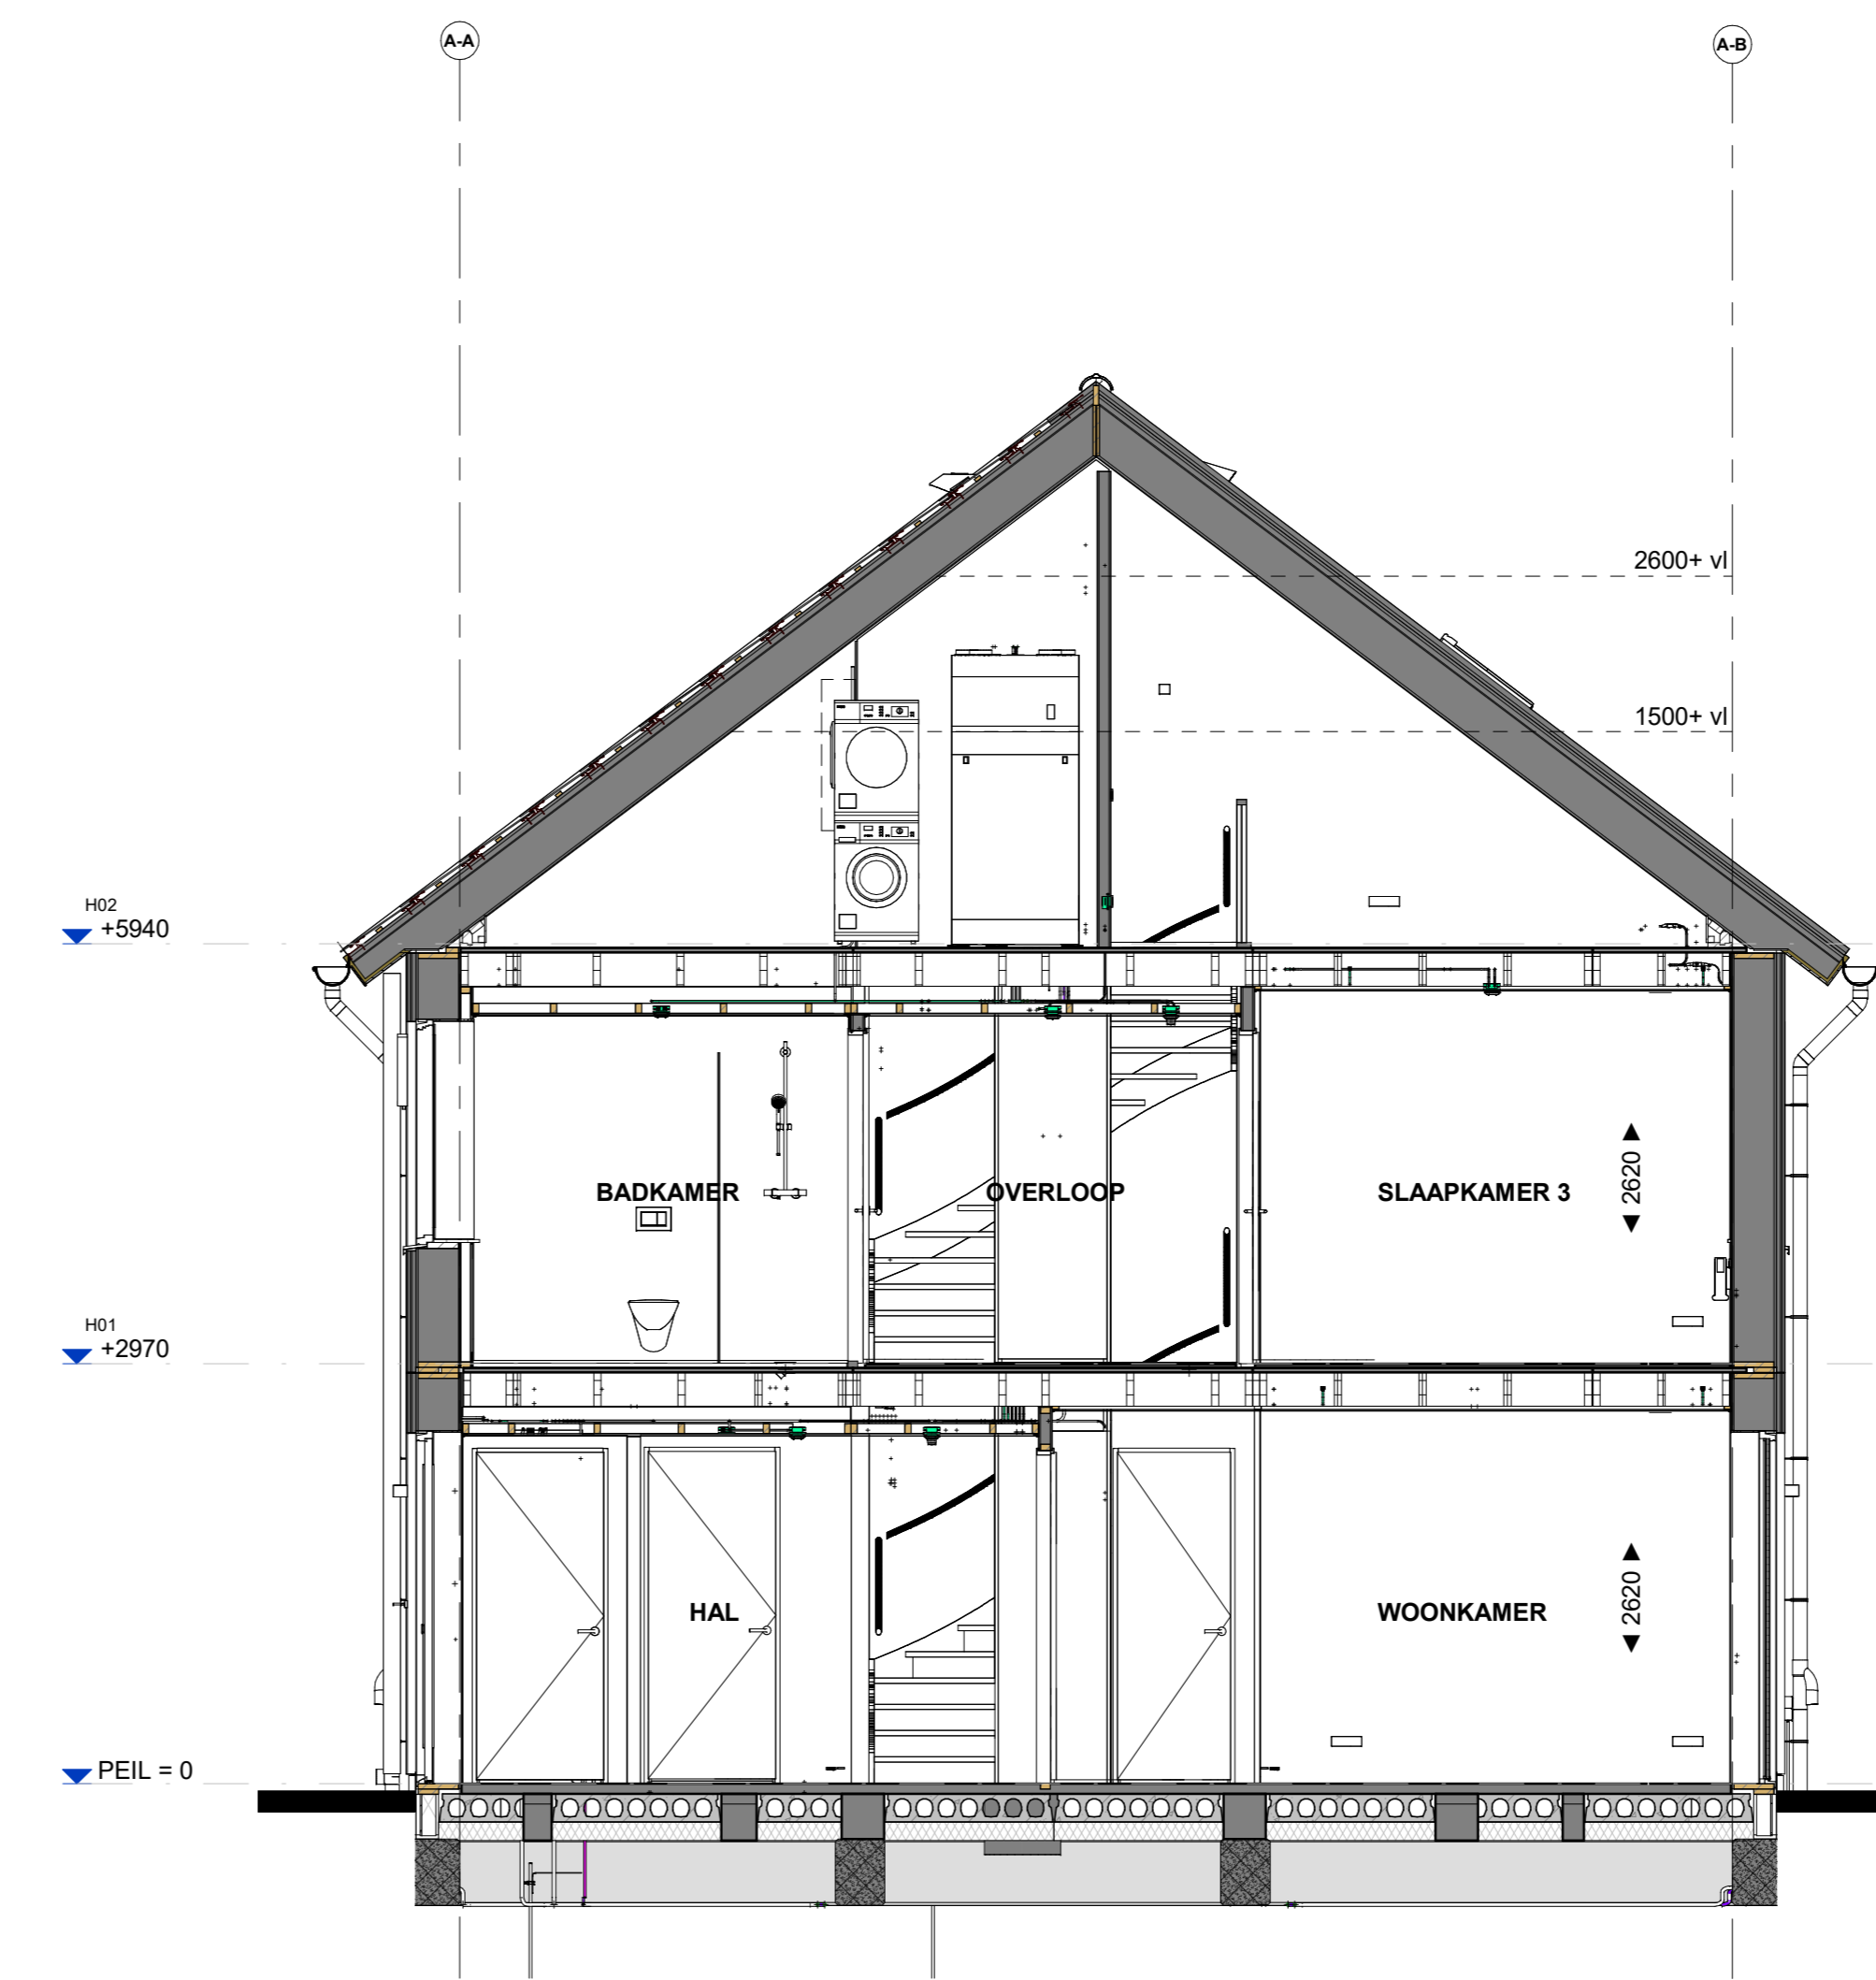 A-A
A-B
2600+ vl
1500+ vl
H02
+5940
BADKAMER
OVERLOOP
SLAAPKAMER 3
2620
H01
+2970
HAL
WOONKAMER
2620
PEIL = 0